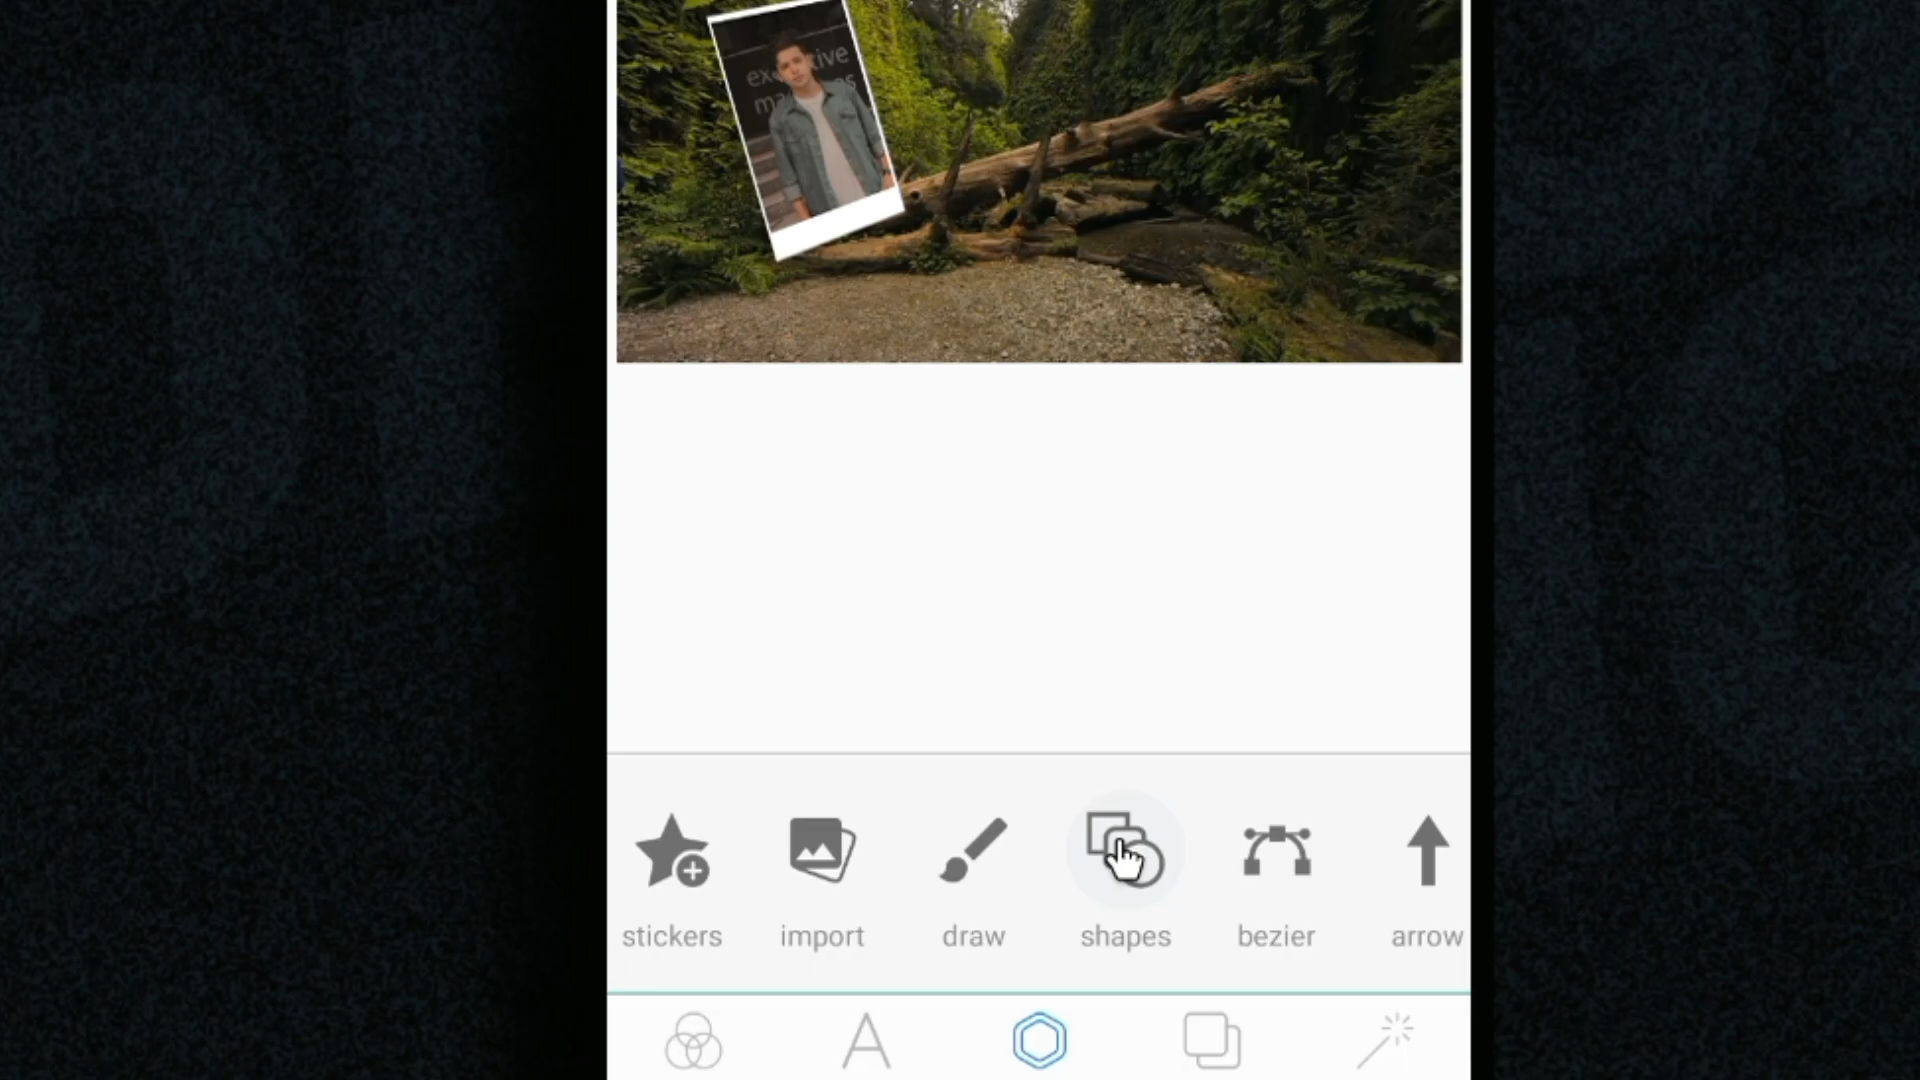 stickers
import
draw
shapes
bezier
arrow